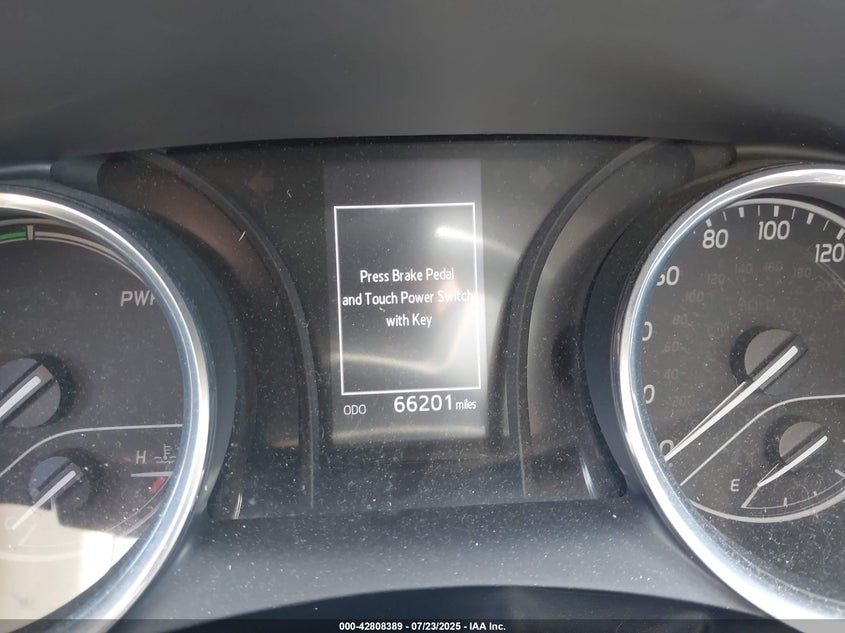 PWR
H
Press Brake Pedal
and Touch Power Switch
with Key
ODO 66201 miles
80
100
120
E
000-42808389 - 07/23/2025 - IAA Inc.